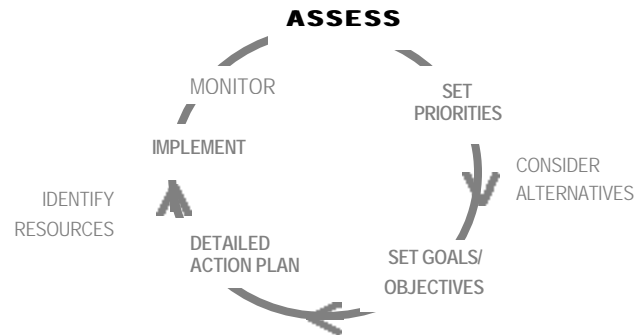 ASSESS
SET
PRIORITIES
CONSIDER
ALTERNATIVES
SET GOALS/
OBJECTIVES
DETAILED
ACTION PLAN
IDENTIFY
RESOURCES
IMPLEMENT
MONITOR